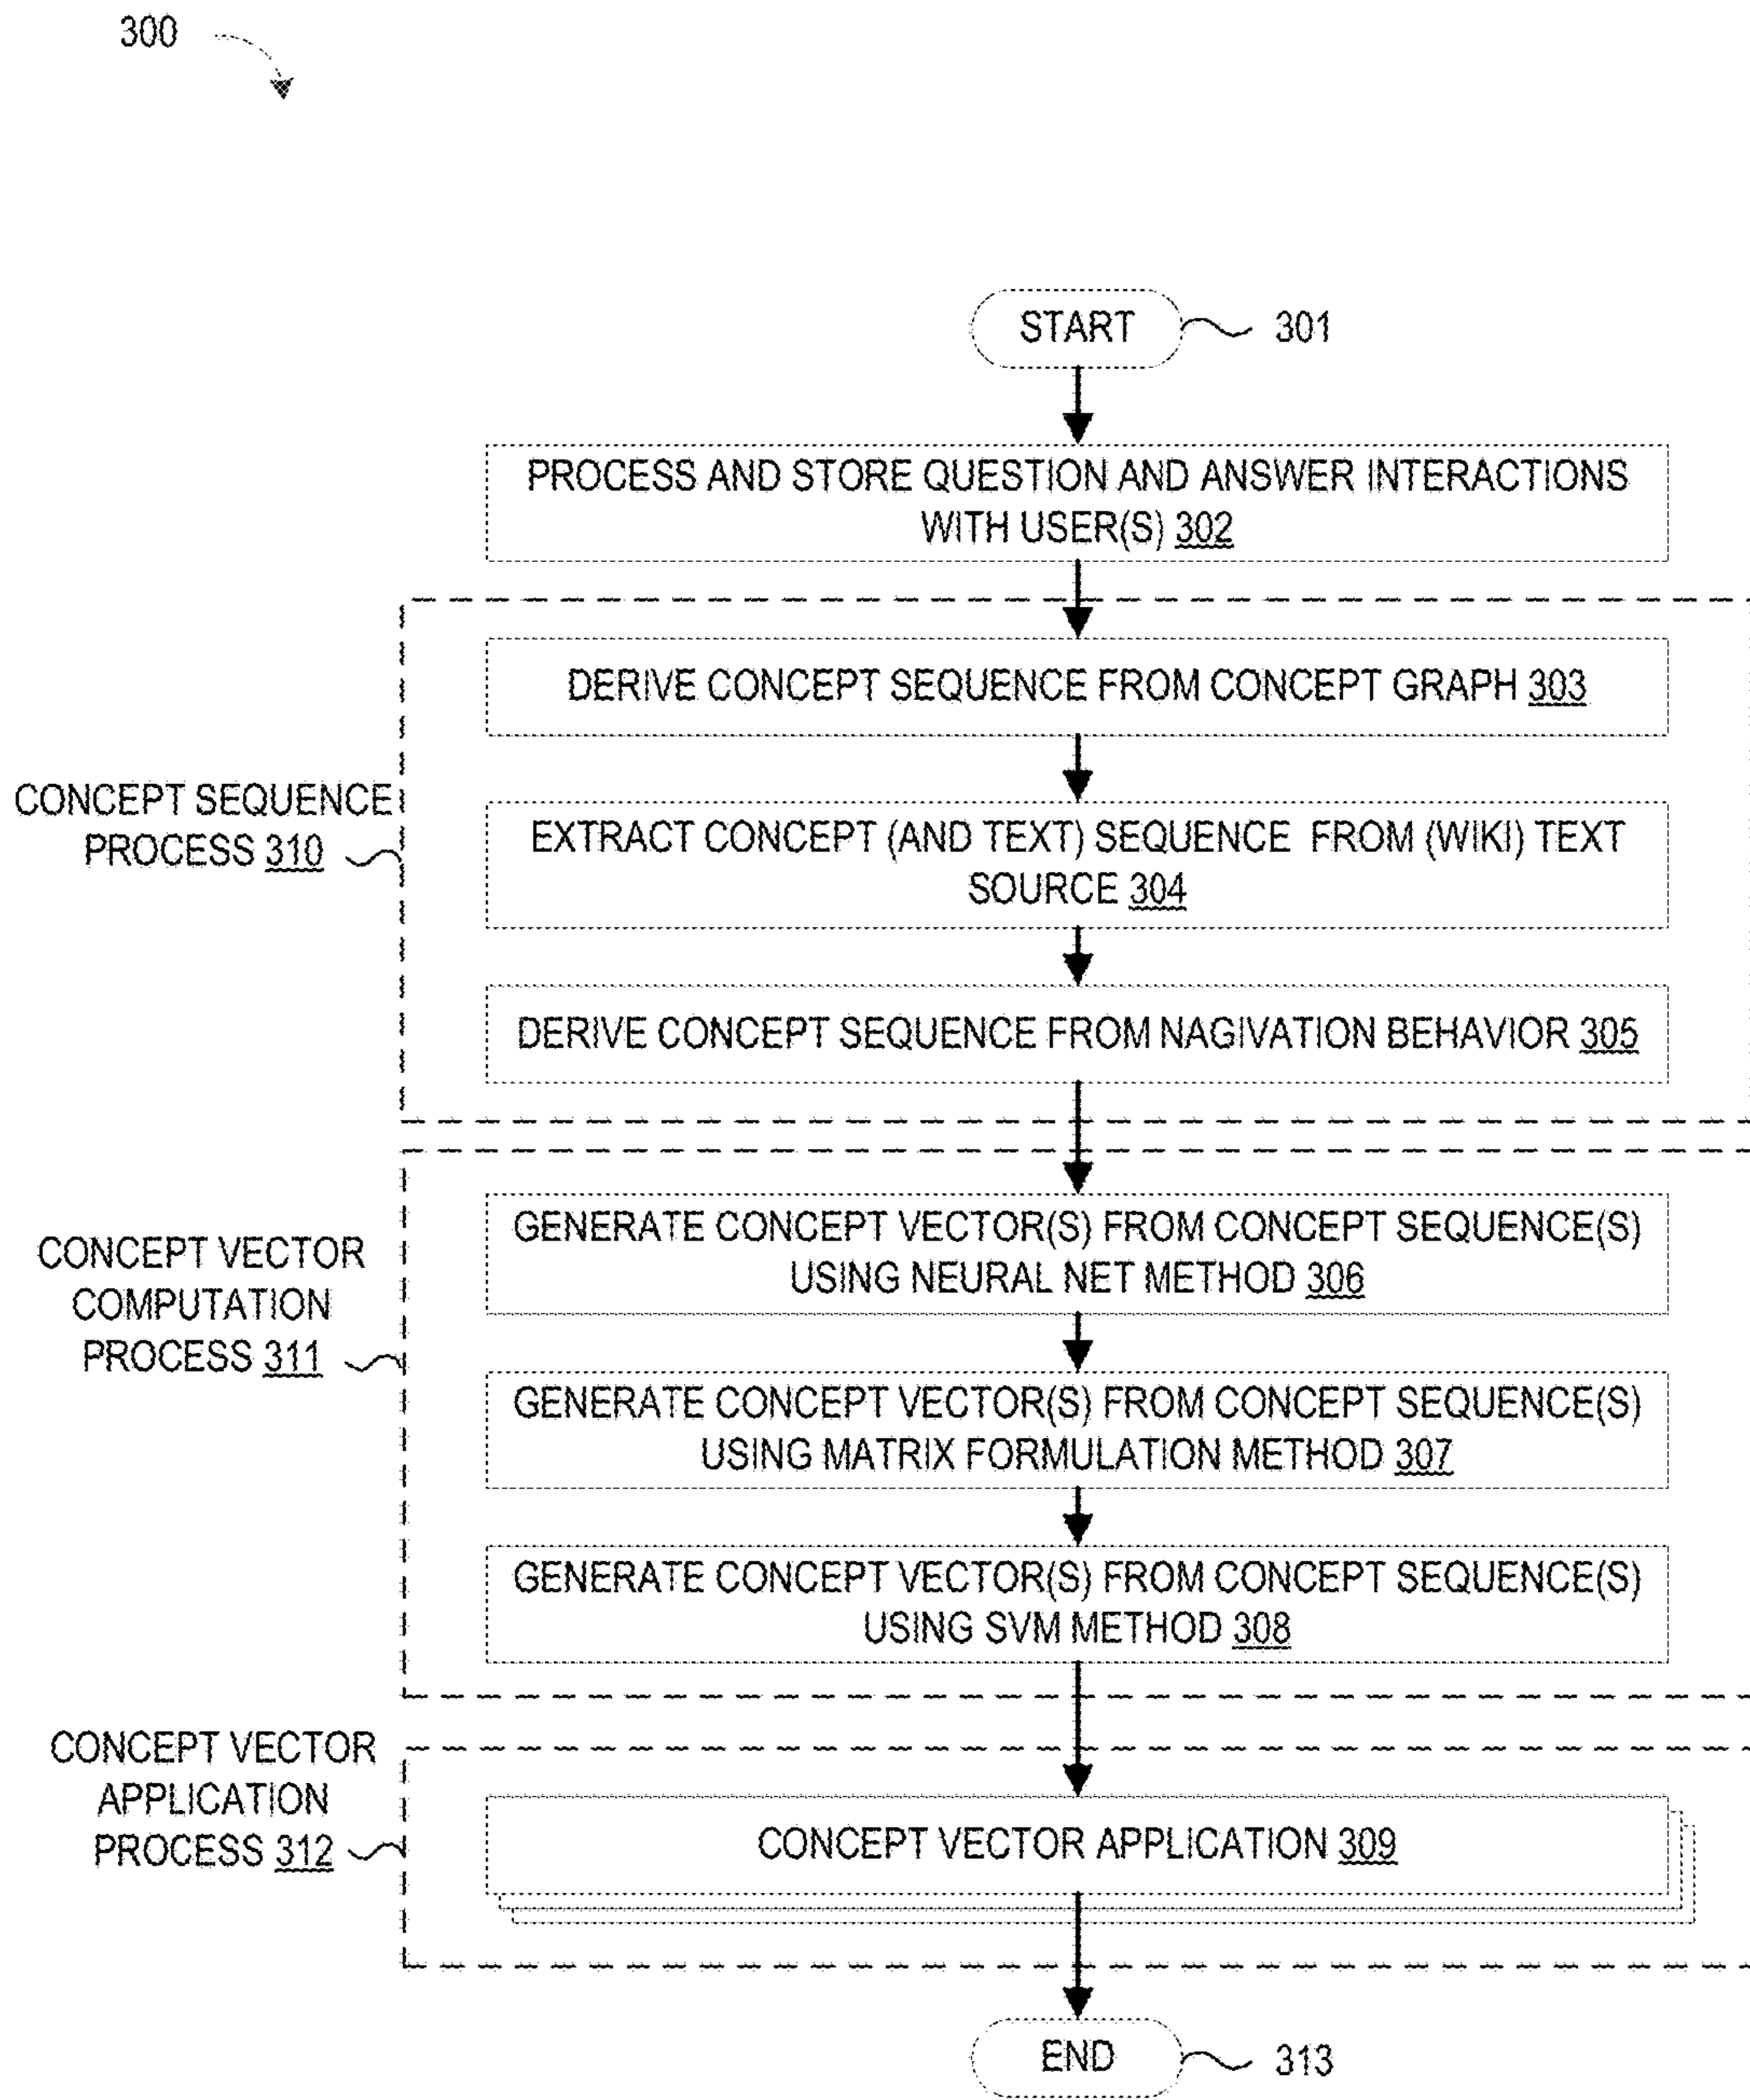 300
START
301
PROCESS AND STORE QUESTION AND ANSWER INTERACTIONS
WITH USER(S) 302
DERIVE CONCEPT SEQUENCE FROM CONCEPT GRAPH 303
CONCEPT SEQUENCE
PROCESS 310
EXTRACT CONCEPT (AND TEXT) SEQUENCE FROM (WIKI) TEXT
SOURCE 304
DERIVE CONCEPT SEQUENCE FROM NAGIVATION BEHAVIOR 305
GENERATE CONCEPT VECTOR(S) FROM CONCEPT SEQUENCE(S)
USING NEURAL NET METHOD 306
CONCEPT VECTOR
COMPUTATION
PROCESS 311
GENERATE CONCEPT VECTOR(S) FROM CONCEPT SEQUENCE(S)
USING MATRIX FORMULATION METHOD 307
GENERATE CONCEPT VECTOR(S) FROM CONCEPT SEQUENCE(S)
USING SVM METHOD 308
CONCEPT VECTOR
APPLICATION
PROCESS 312
CONCEPT VECTOR APPLICATION 309
END
313